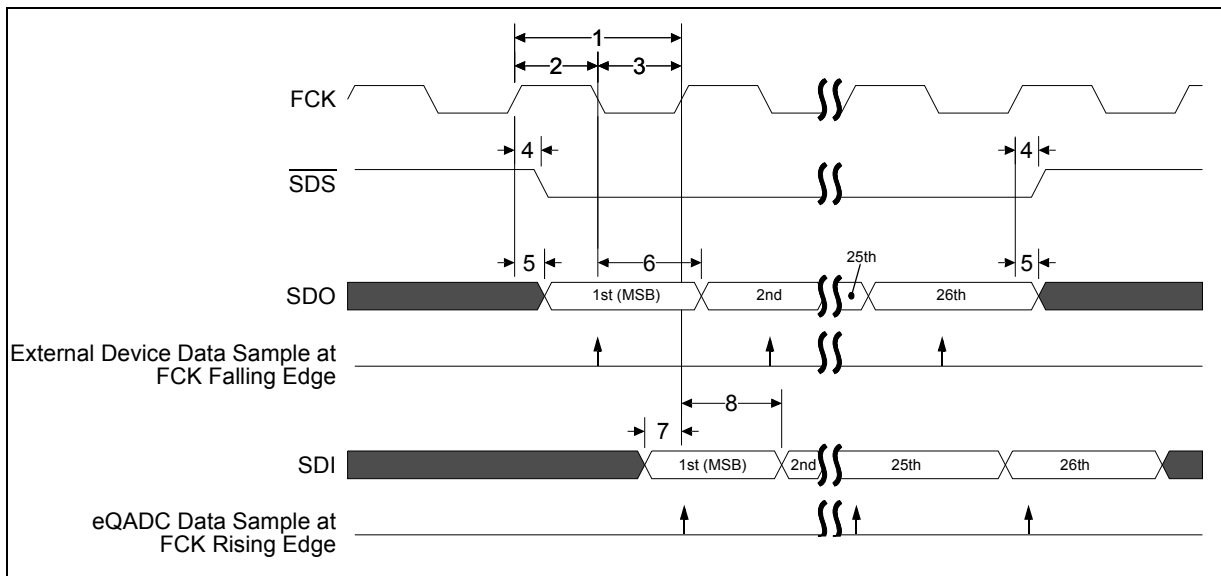 1
2 3
FCK
4 4
SDS
5 6 25th 5
SDO 1st (MSB) 2nd 26th
External Device Data Sample at
FCK Falling Edge
8
7
SDI 1st (MSB) 2nd 25th 26th
eQADC Data Sample at
FCK Rising Edge